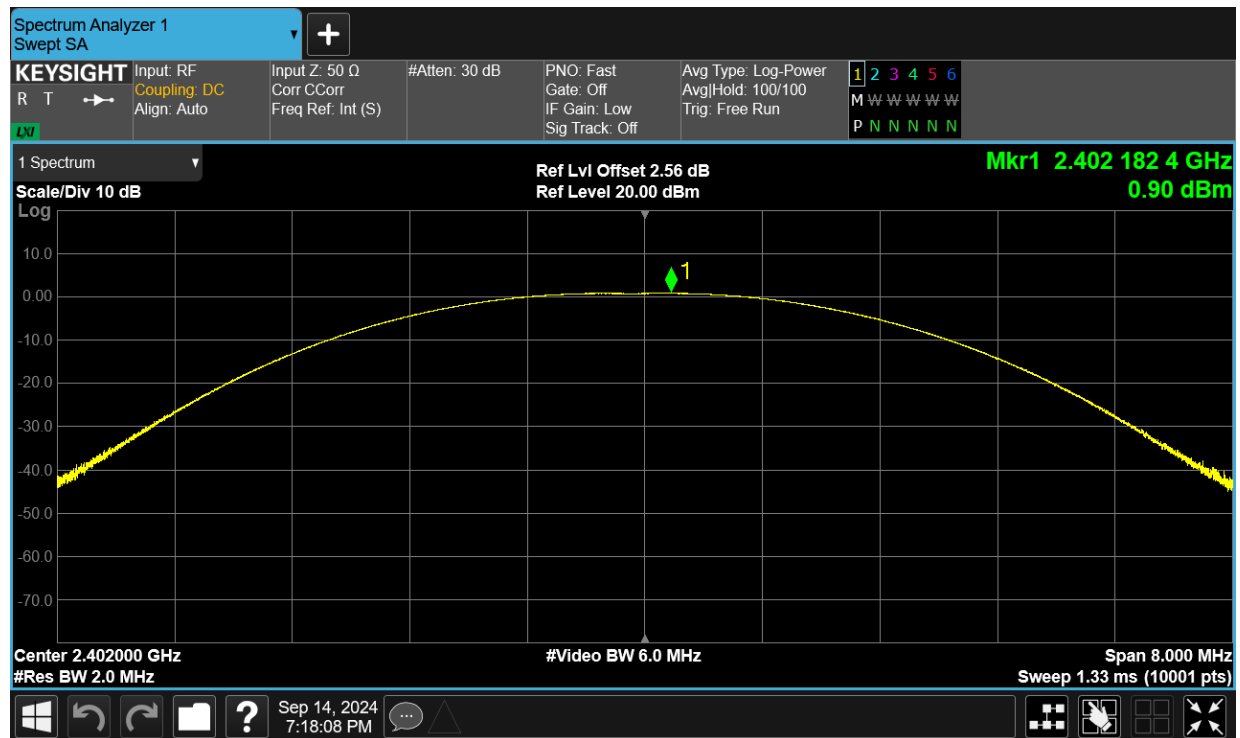 Spectrum Analyzer 1
Swept SA
KEYSIGHT
R T
LXI
Input: RF
Coupling: DC
Align: Auto
Input Z: 50 Ω
Corr CCorr
Freq Ref: Int (S)
#Atten: 30 dB
PNO: Fast
Gate: Off
IF Gain: Low
Sig Track: Off
Avg Type: Log-Power
Avg|Hold: 100/100
Trig: Free Run
1 2 3 4 5 6
M W W W W W
P N N N N N N
1 Spectrum
Scale/Div 10 dB
Log
Ref Lvl Offset 2.56 dB
Ref Level 20.00 dBm
Mkr1 2.402 182 4 GHz
0.90 dBm
1
10.0
0.00
-10.0
-20.0
-30.0
-40.0
-50.0
-60.0
-70.0
Center 2.402000 GHz
#Res BW 2.0 MHz
#Video BW 6.0 MHz
Span 8.000 MHz
Sweep 1.33 ms (10001 pts)
?
Sep 14, 2024
7:18:08 PM